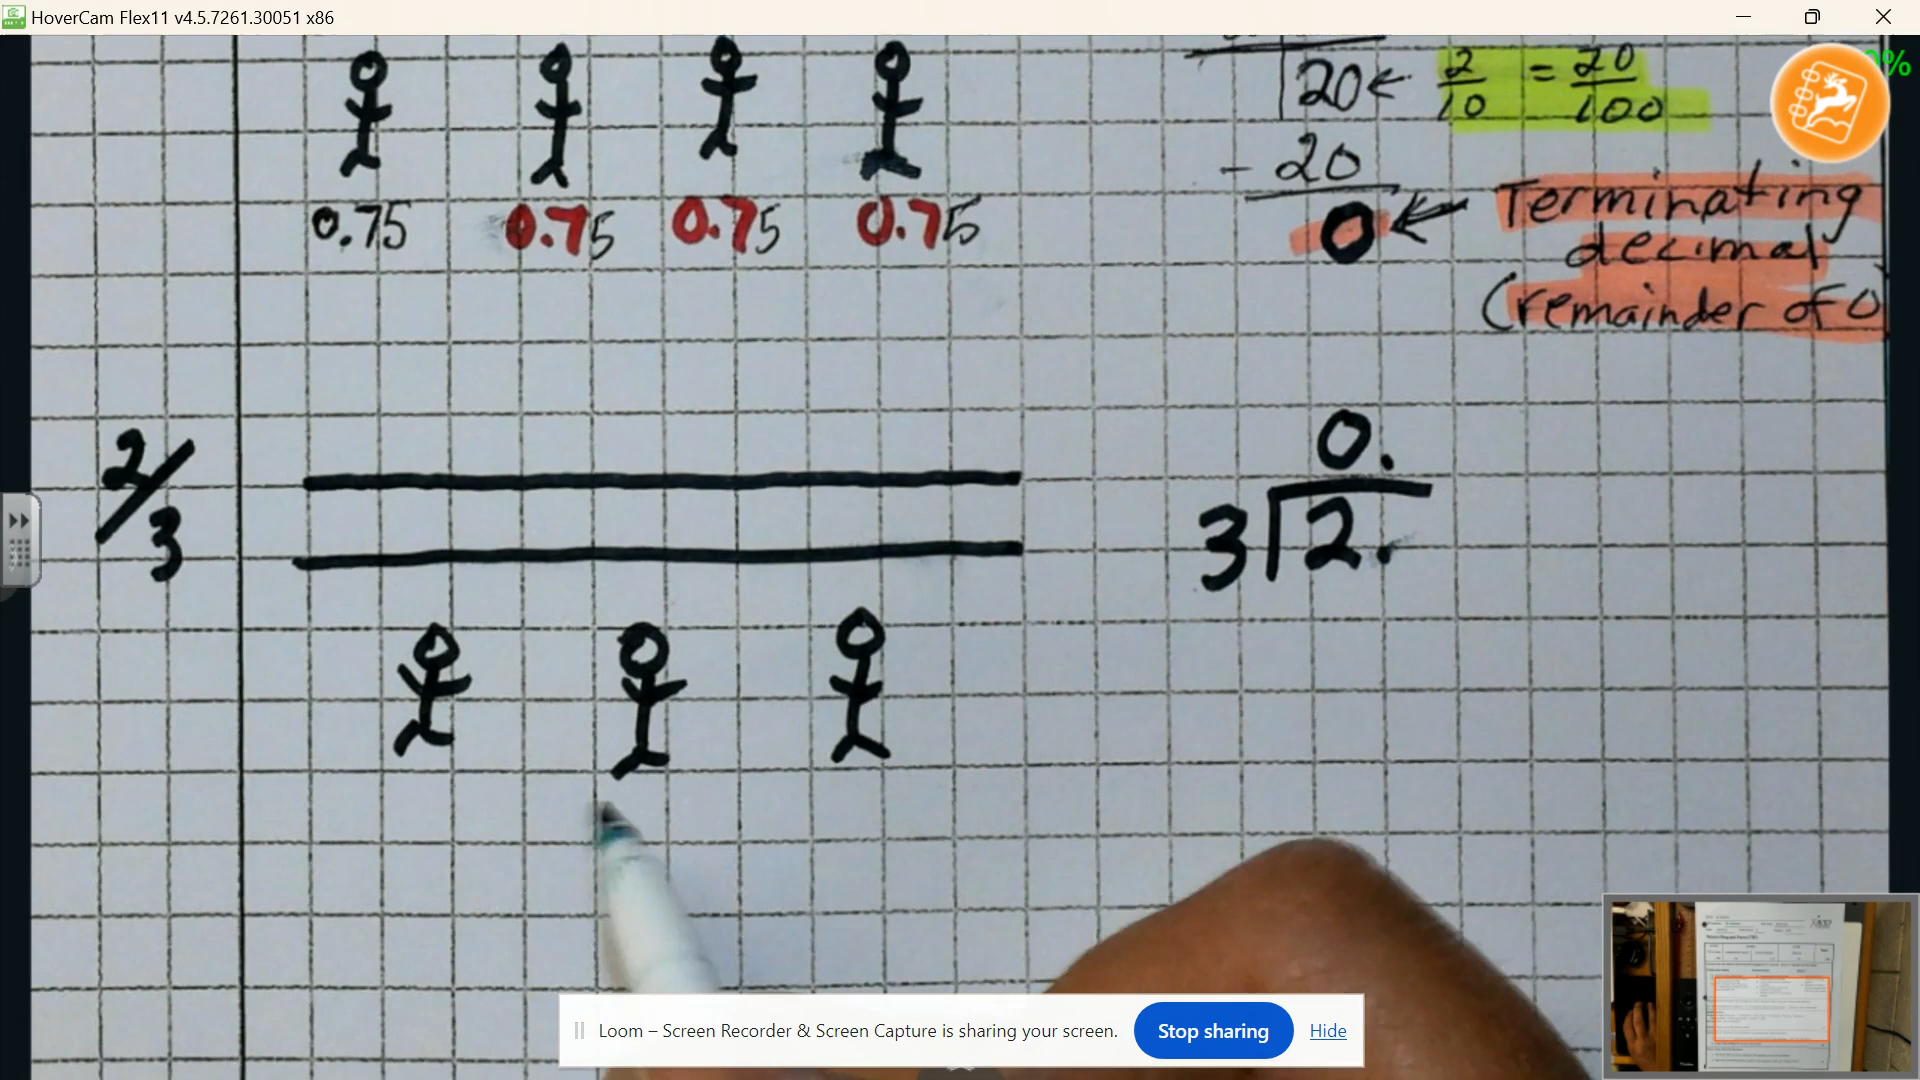 HoverCam Flex11 v4.5.7261.30051 x86
20 ← 2/10 = 20/100
- 20
0 ← Terminating
decimal
(remainder of 0
0.75 0.75 0.75 0.75
%
2/3
0.
3 2.
Loom – Screen Recorder & Screen Capture is sharing your screen. Stop sharing Hide